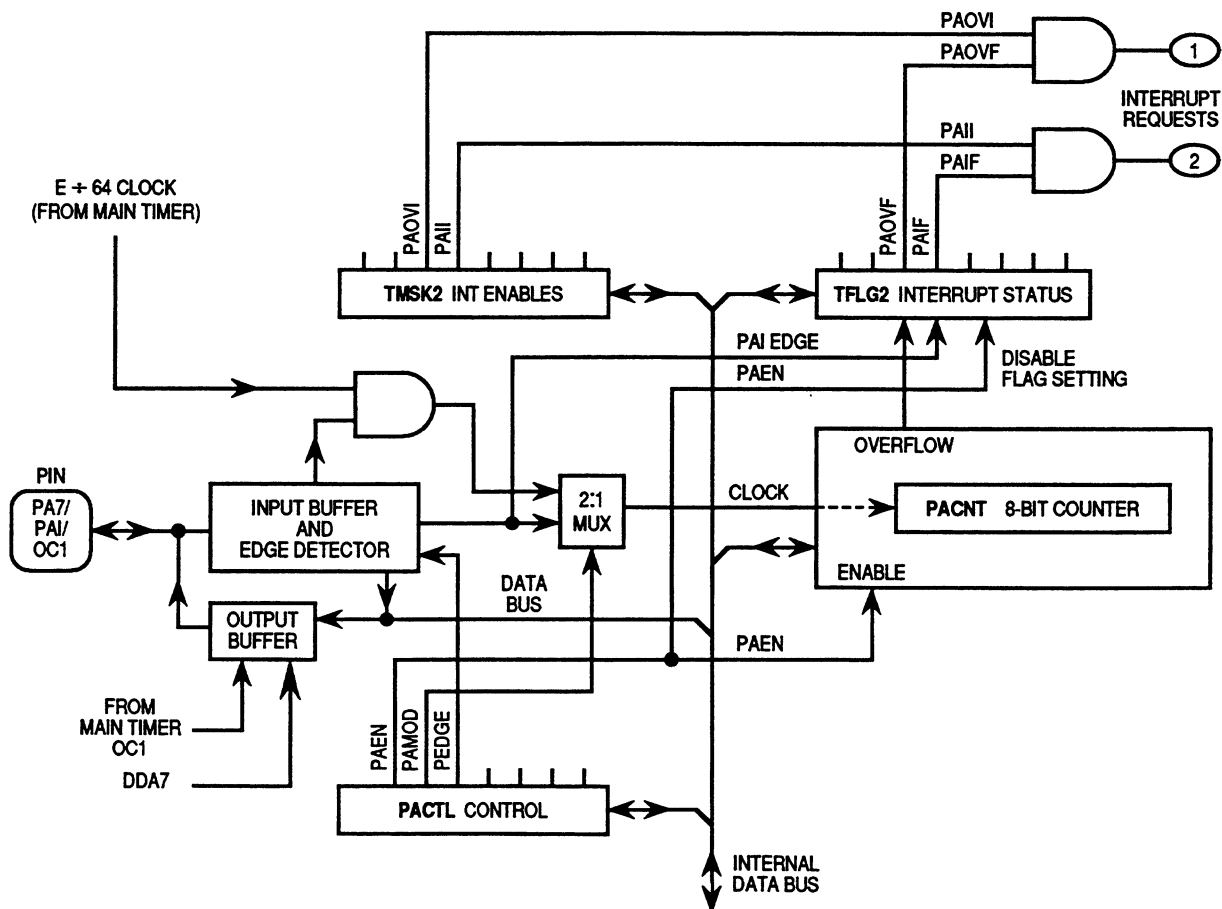 PAOVI
PAOVF
1
INTERRUPT
REQUESTS
PAII
PAIF
2
E ÷ 64 CLOCK
(FROM MAIN TIMER)
PAOVI
PAII
PAOVF
PAIF
TMSK2 INT ENABLES
TFLG2 INTERRUPT STATUS
PAI EDGE
PAEN
DISABLE
FLAG SETTING
OVERFLOW
PIN
PA7/
PAI/
OC1
INPUT BUFFER
AND
EDGE DETECTOR
2:1
MUX
CLOCK
PACNT 8-BIT COUNTER
ENABLE
DATA
BUS
OUTPUT
BUFFER
PAEN
FROM
MAIN TIMER
OC1
DDA7
PAEN
PAMOD
PEDGE
PACTL CONTROL
INTERNAL
DATA BUS